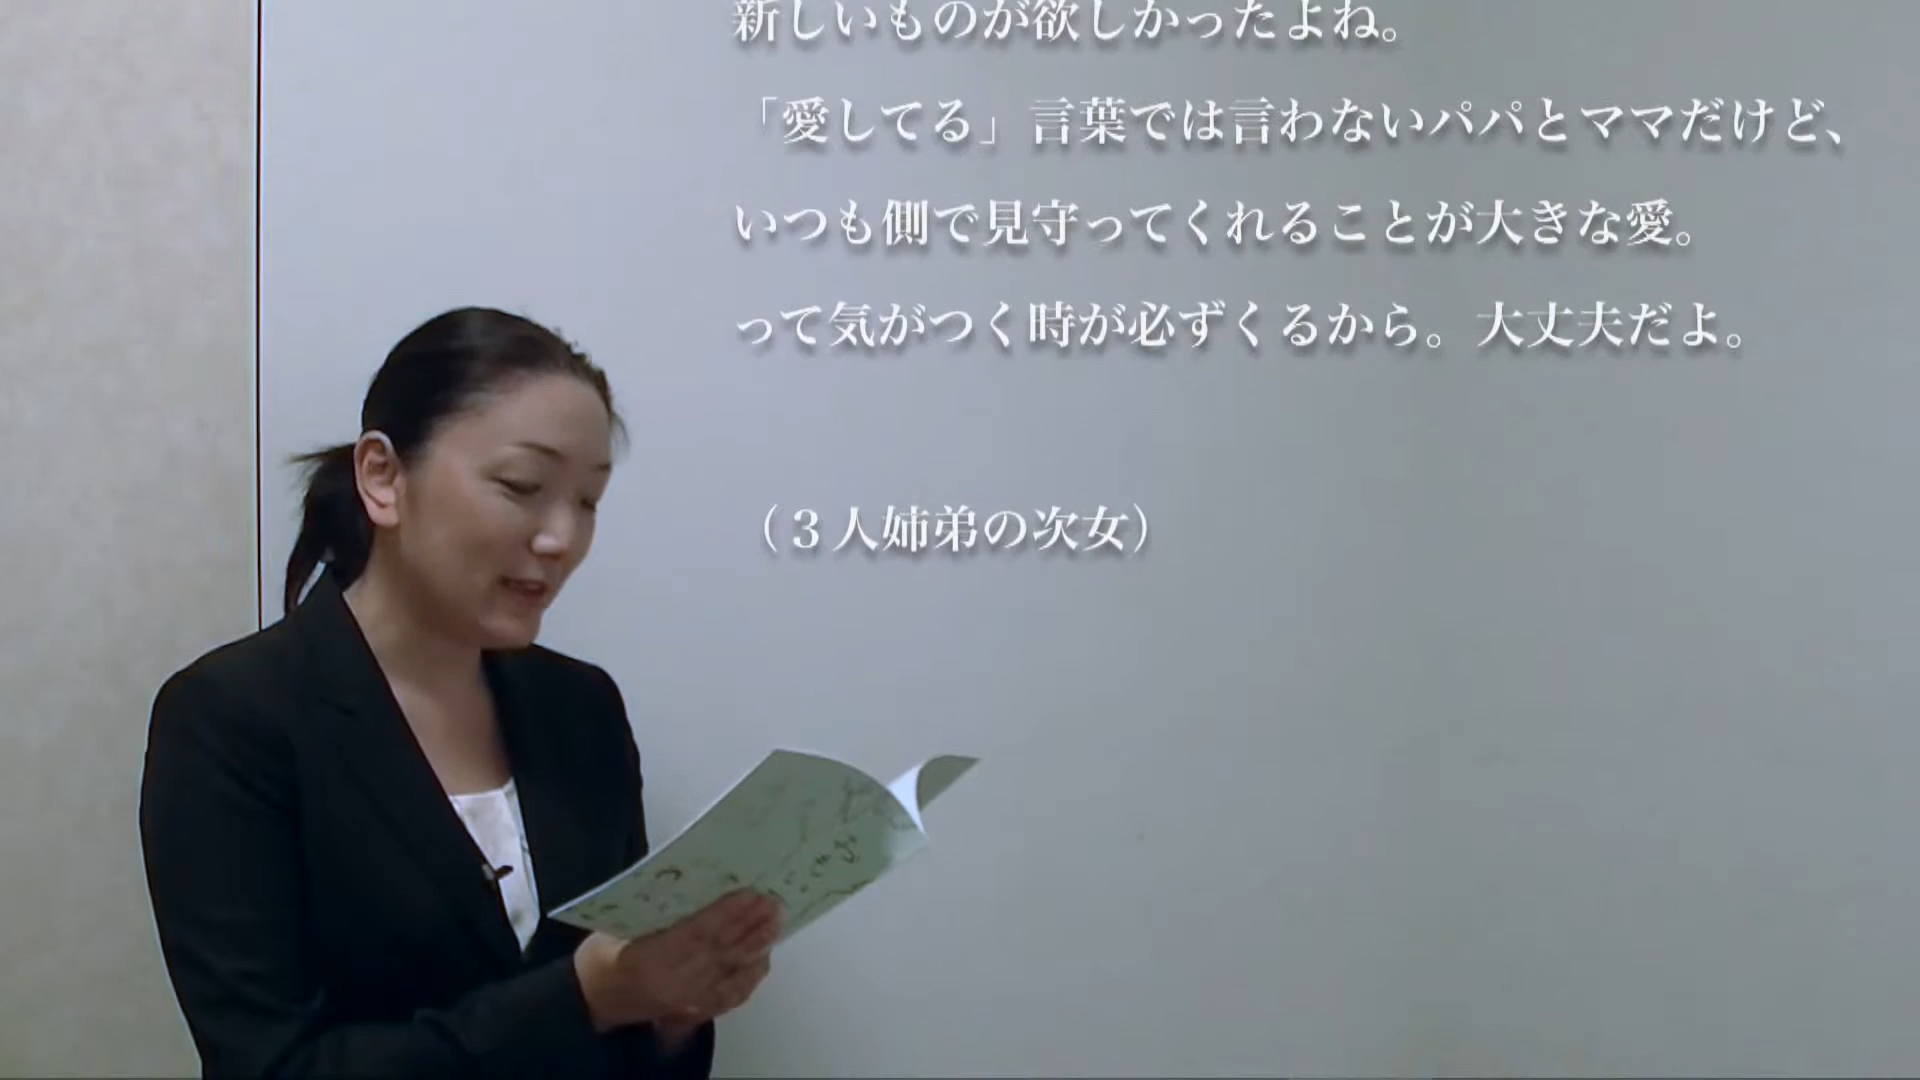 新しいものが欲しかったよね。
「愛してる」言葉では言わないパパとママだけど、
いつも側で見守ってくれることが大きな愛。
って気がつく時が必ずくるから。大丈夫だよ。
（３人姉弟の次女）